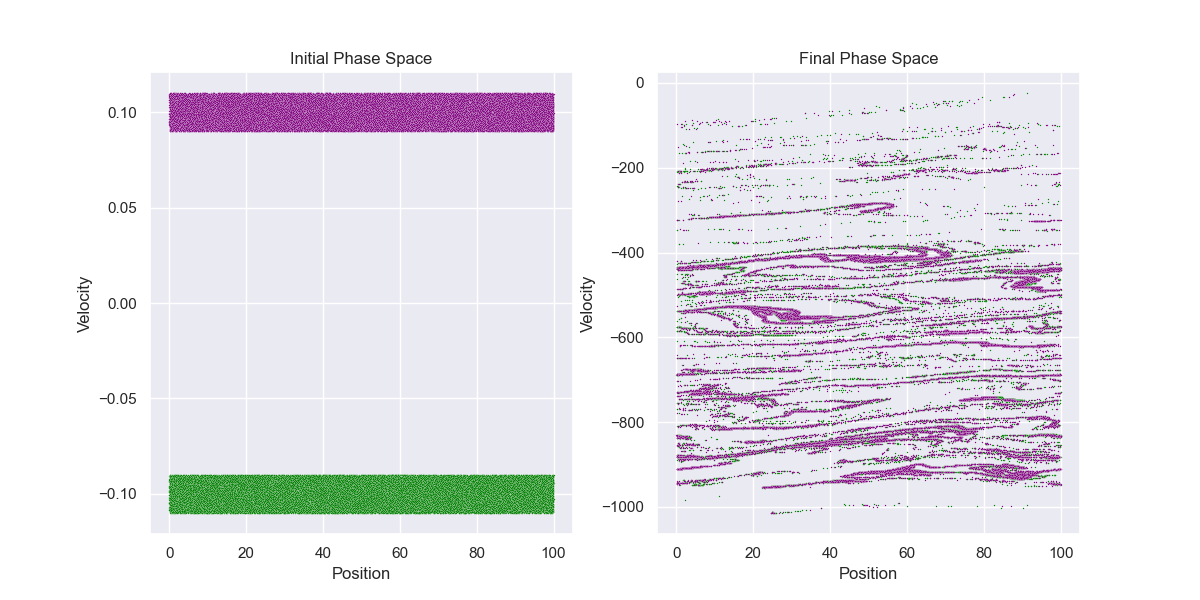 Initial Phase Space
0.10
0.05
0.00
−0.05
−0.10
Velocity
0 20 40 60 80 100
Position
Final Phase Space
0
−200
−400
−600
−800
−1000
Velocity
0 20 40 60 80 100
Position